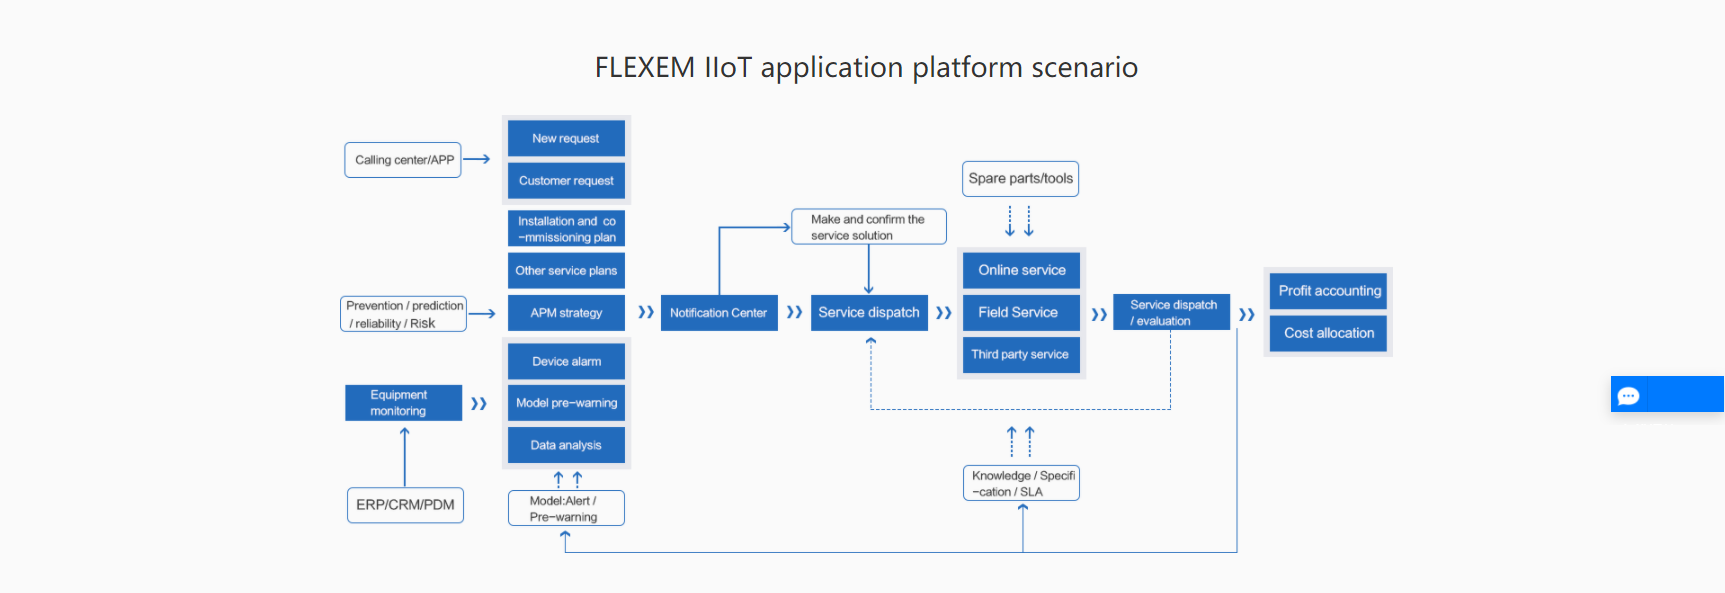 FLEXEM IIoT application platform scenario
New request
Calling center/APP
Customer request
Spare parts/tools
Installation and co
-mmissioning plan
Make and confirm the
service solution
Other service plans
Online service
Prevention / prediction
/ reliability / Risk
APM strategy
Notification Center
Service dispatch
Field Service
Service dispatch
/ evaluation
Profit accounting
Cost allocation
Third party service
Device alarm
Equipment
monitoring
Model pre-warning
Data analysis
ERP/CRM/PDM
Model:Alert /
Pre-warning
Knowledge / Specifi
-cation / SLA